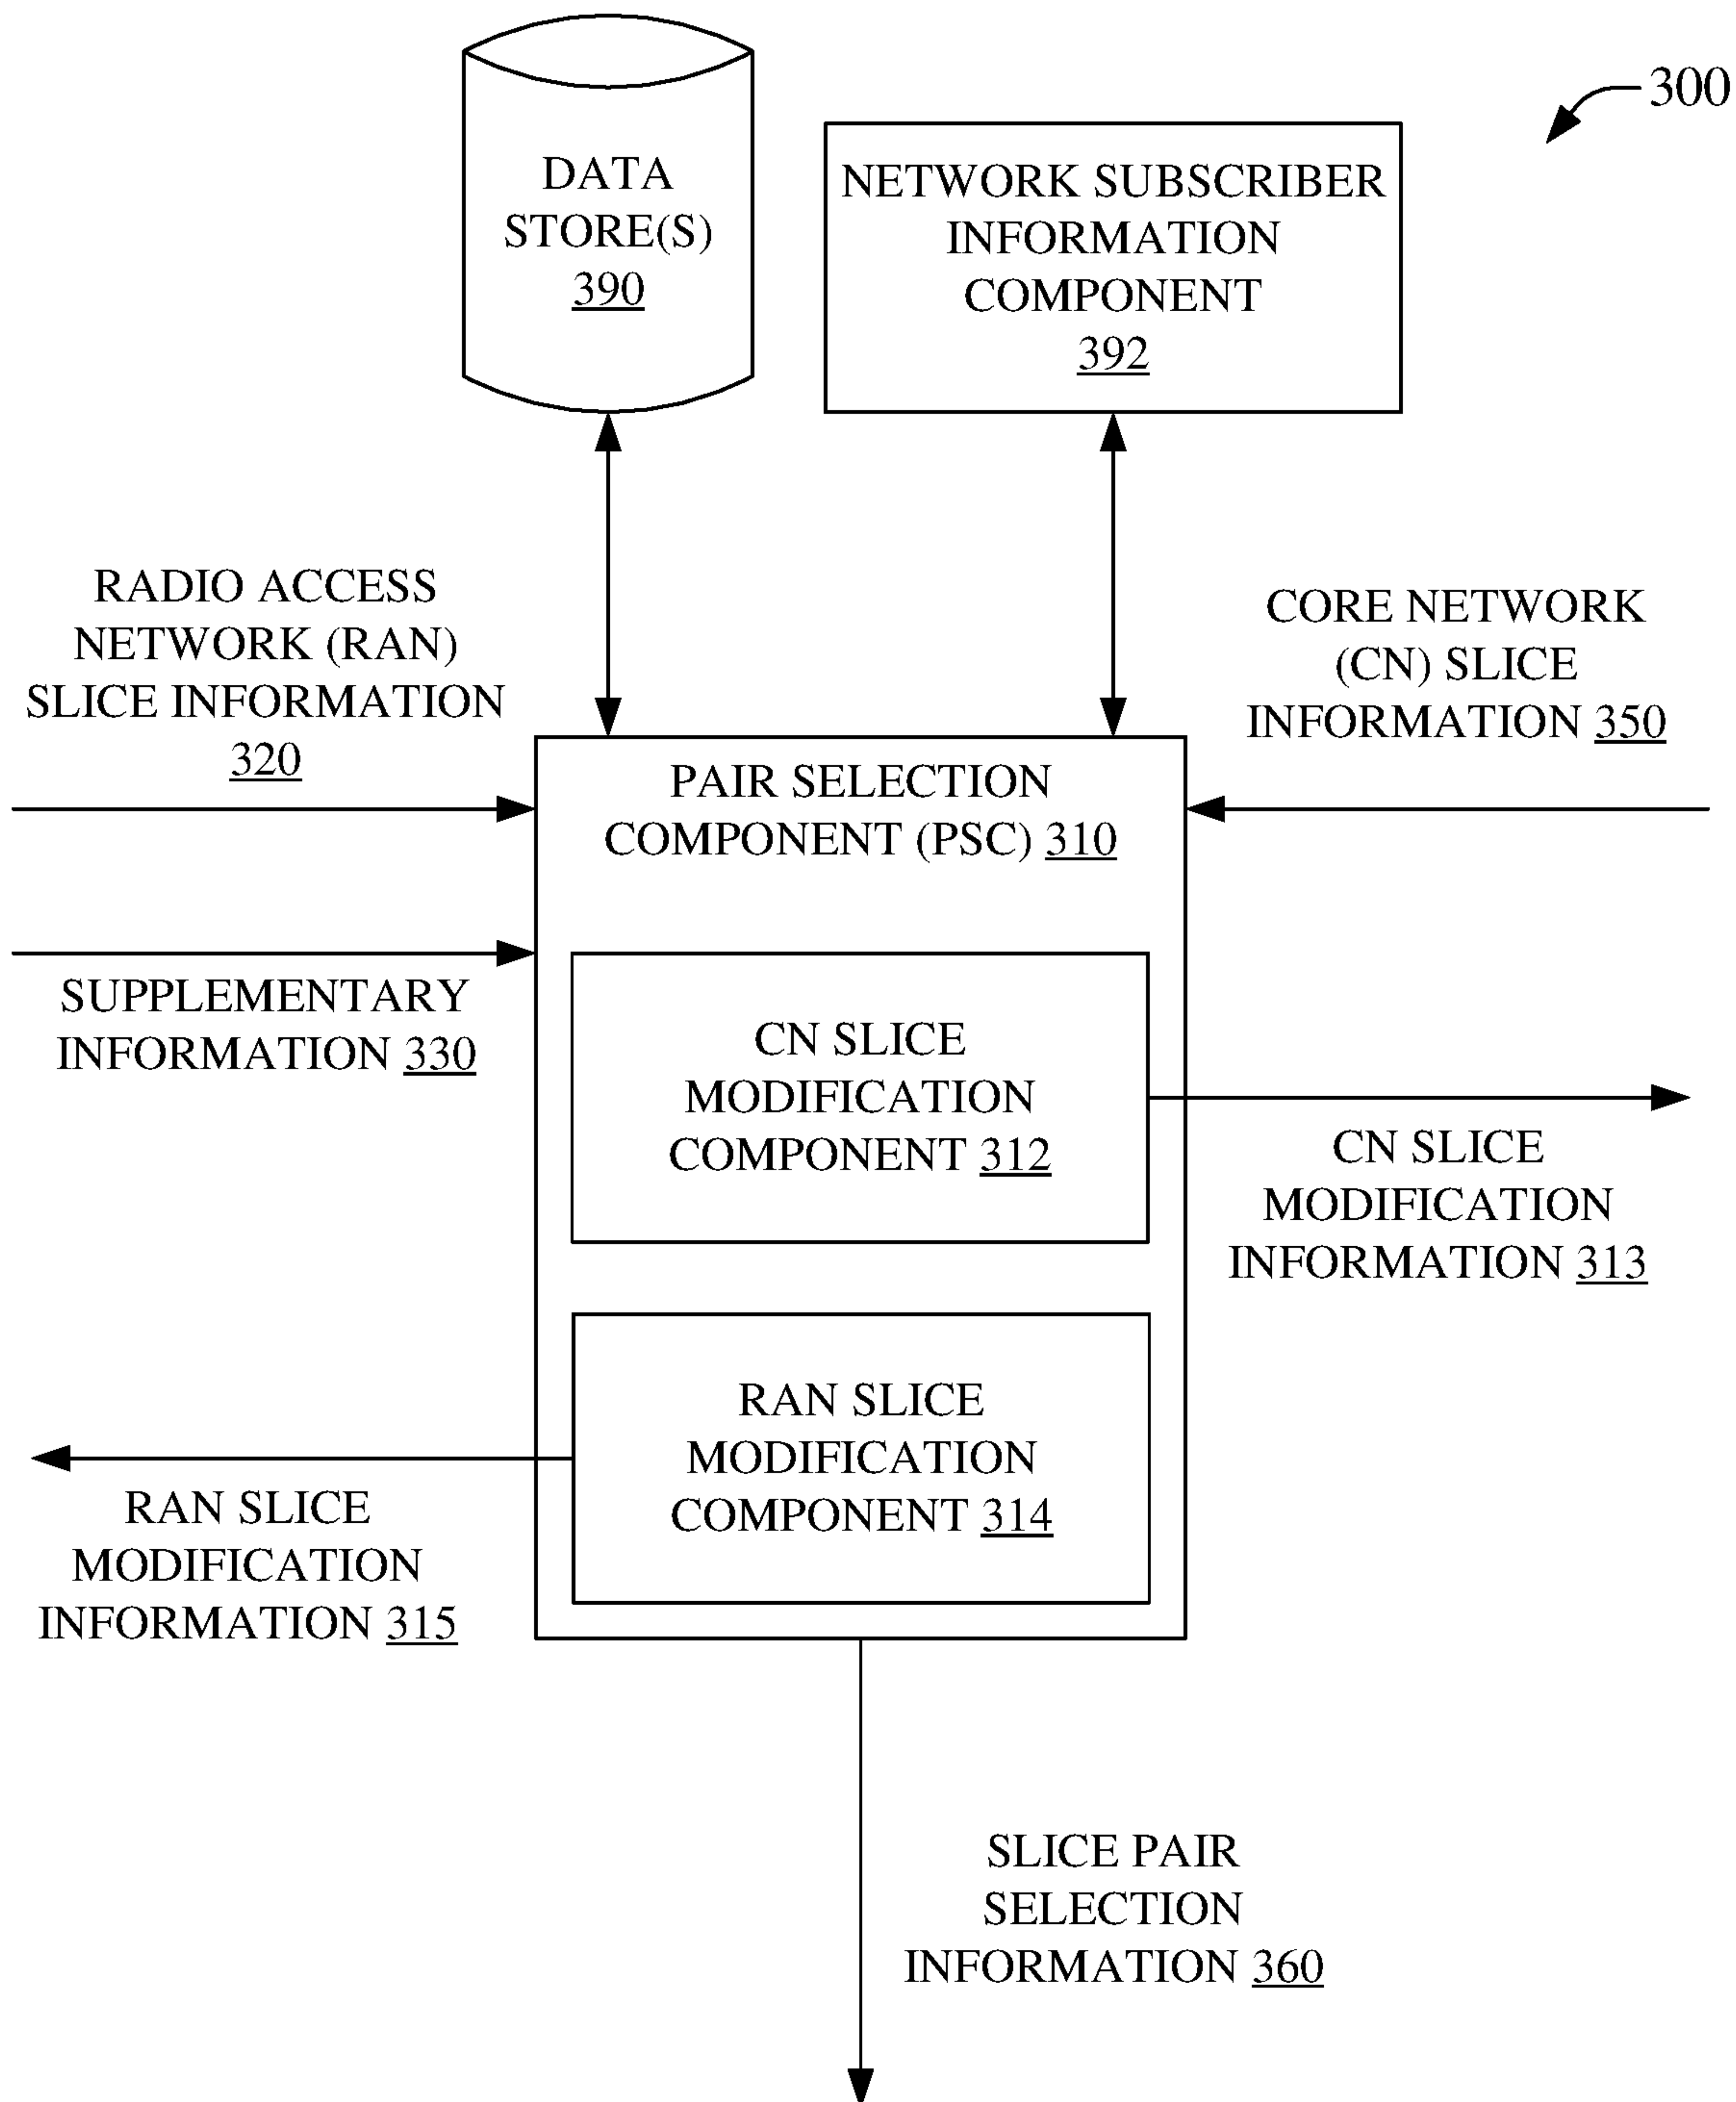 300
DATA
STORE(S)
390
NETWORK SUBSCRIBER
INFORMATION
COMPONENT
392
RADIO ACCESS
NETWORK (RAN)
SLICE INFORMATION
320
CORE NETWORK
(CN) SLICE
INFORMATION 350
PAIR SELECTION
COMPONENT (PSC) 310
SUPPLEMENTARY
INFORMATION 330
CN SLICE
MODIFICATION
COMPONENT 312
CN SLICE
MODIFICATION
INFORMATION 313
RAN SLICE
MODIFICATION
COMPONENT 314
RAN SLICE
MODIFICATION
INFORMATION 315
SLICE PAIR
SELECTION
INFORMATION 360